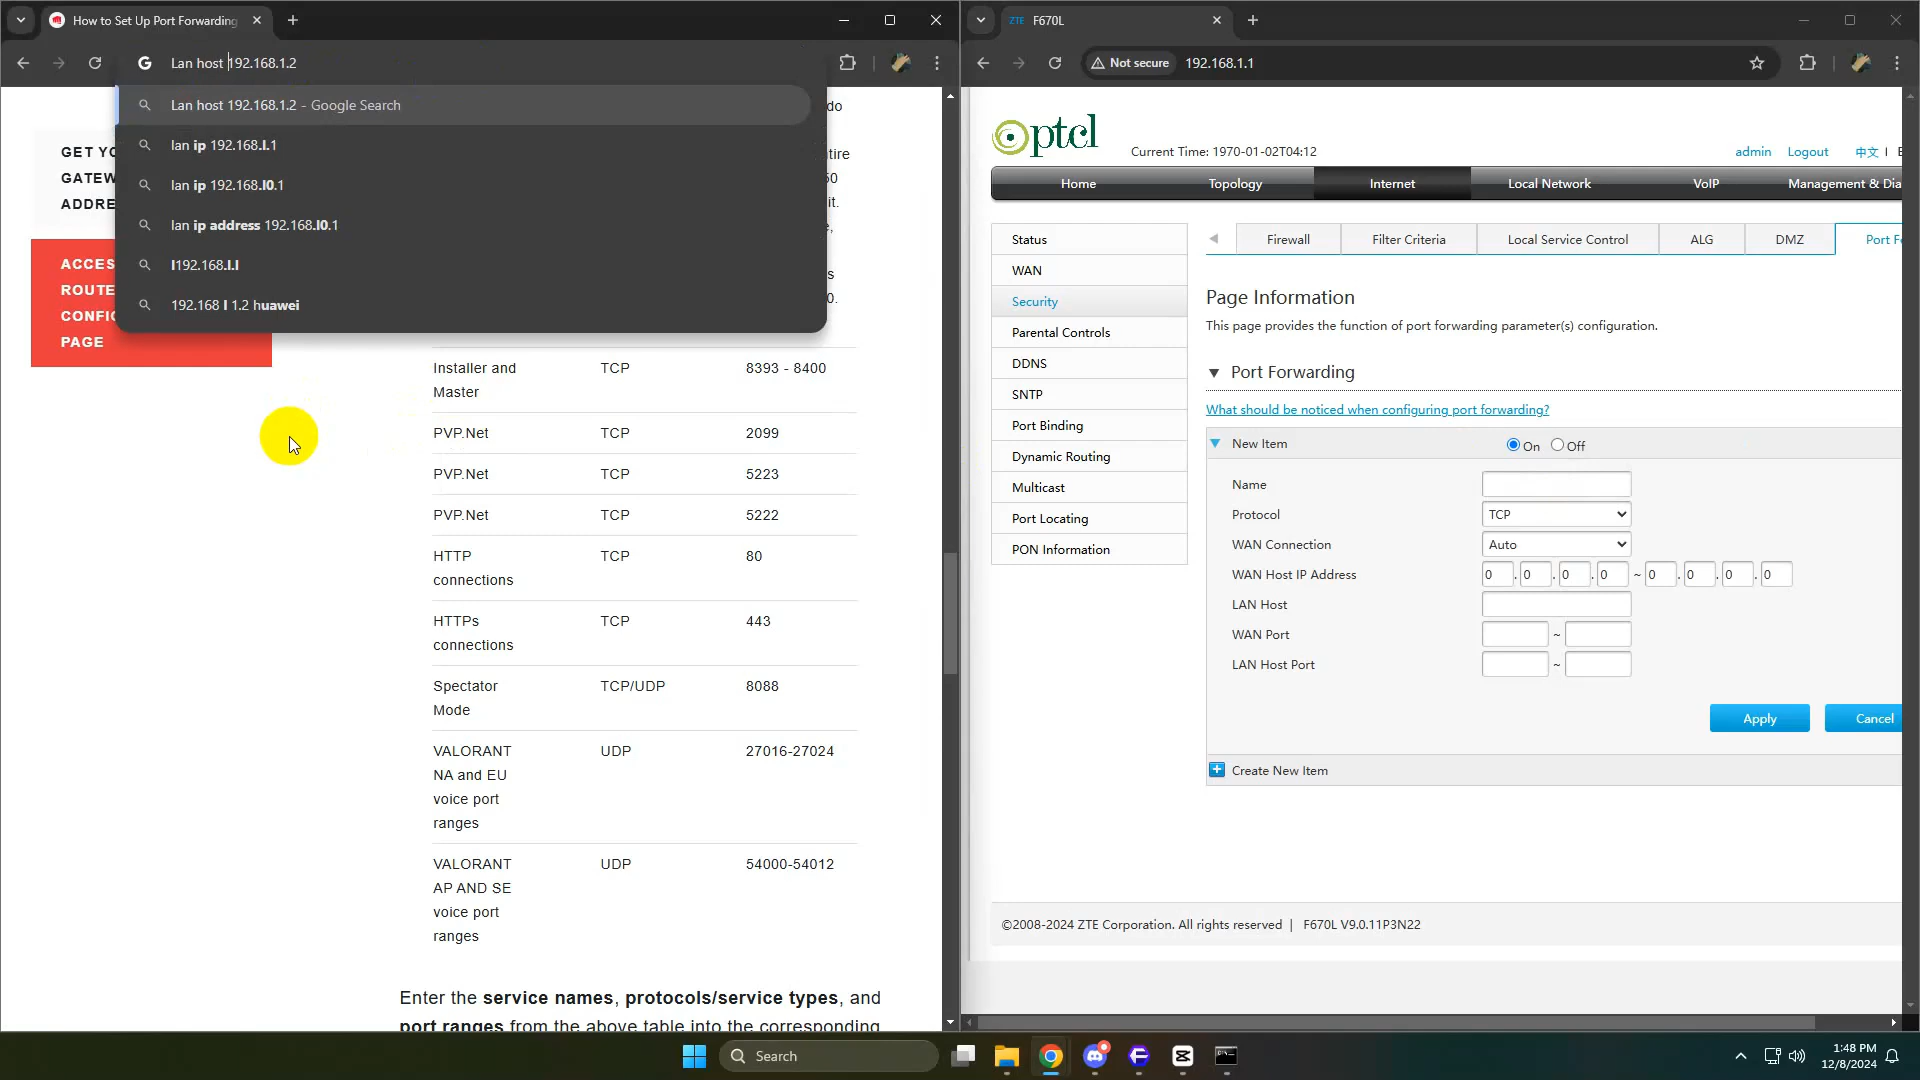 How to Set Up Port Forwarding
Lan host 192.168.1.2
Lan host 192.168.1.2 - Google Search
lan ip 192.168.l.1
lan ip 192.168.l0.1
lan ip address 192.168.l0.1
l192.168.l.l
192.168 l 1.2 huawei
do
itire
50
it.
e,
s
0.
GET YO
GATEW
ADDRE
ACCES
ROUTE
CONFIG
PAGE
Installer and
Master
TCP
8393 - 8400
PVP.Net
TCP
2099
PVP.Net
TCP
5223
PVP.Net
TCP
5222
HTTP
connections
TCP
80
HTTPs
connections
TCP
443
Spectator
Mode
TCP/UDP
8088
VALORANT
NA and EU
voice port
ranges
UDP
27016-27024
VALORANT
AP AND SE
voice port
ranges
UDP
54000-54012
Enter the service names, protocols/service types, and
port ranges from the above table into the corresponding
ZTE F670L
Not secure 192.168.1.1
ptcl
Current Time: 1970-01-02T04:12
admin Logout 中文 | E
Home Topology Internet Local Network VoIP Management & Dia
Status
WAN
Security
Parental Controls
DDNS
SNTP
Port Binding
Dynamic Routing
Multicast
Port Locating
PON Information
Firewall Filter Criteria Local Service Control ALG DMZ Port F
Page Information
This page provides the function of port forwarding parameter(s) configuration.
Port Forwarding
What should be noticed when configuring port forwarding?
New Item On Off
Name
Protocol TCP
WAN Connection Auto
WAN Host IP Address 0 . 0 . 0 . 0 ~ 0 . 0 . 0 . 0
LAN Host
WAN Port ~
LAN Host Port ~
Apply Cancel
Create New Item
©2008-2024 ZTE Corporation. All rights reserved | F670L V9.0.11P3N22
Search
1:48 PM
12/8/2024